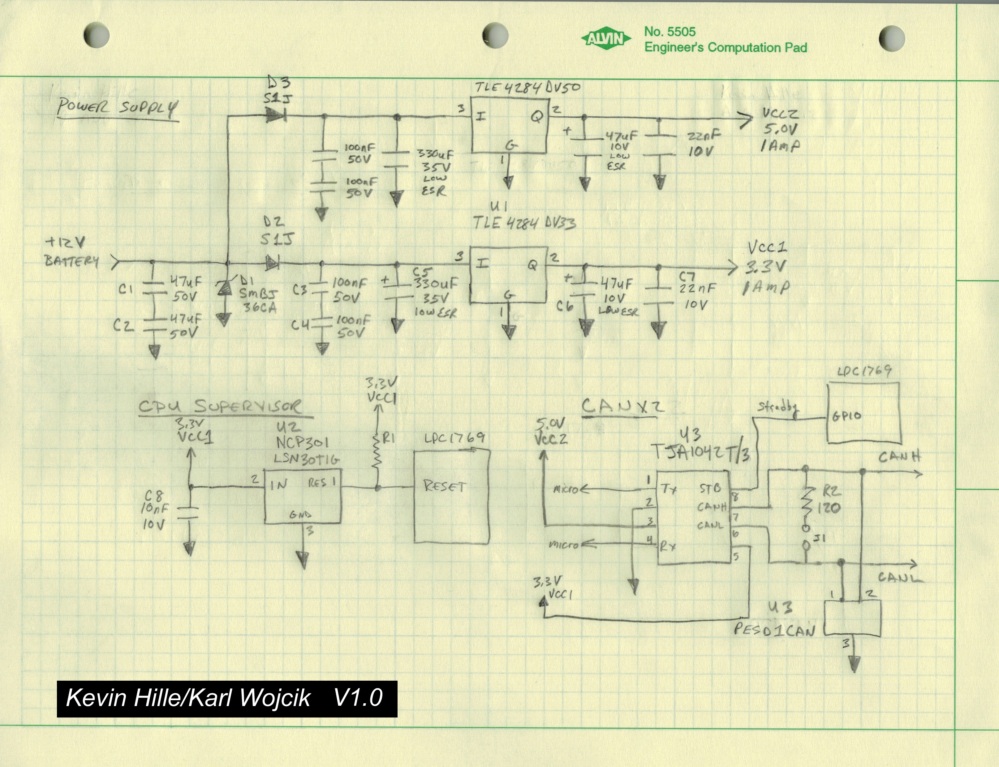 ALVIN
No. 5505
Engineer's Computation Pad
POWER SUPPLY
D3
S1J
TLE 4284 DV50
3
I
Q
2
G
1
100nF
50V
100nF
50V
330uF
35V
LOW
ESR
+
47uF
10V
LOW
ESR
22nF
10V
VCC2
5.0V
1AMP
+12V
BATTERY
D2
S1J
U1
TLE 4284 DV33
3
I
Q
2
G
1
C1
47uF
50V
C2
47uF
50V
D1
SMBJ
36CA
C3
100nF
50V
C4
100nF
50V
+
C5
330uF
35V
LOW ESR
+
47uF
10V
C6
LOW ESR
C7
22nF
10V
VCC1
3.3V
1AMP
CPU SUPERVISOR
3.3V
VCC1
U2
NCP301
LSN30T1G
2
IN
RES
1
GND
3
C8
10nF
10V
3.3V
VCC1
R1
LPC1769
RESET
CANX2
5.0V
VCC2
U3
TJA1042T/3
Standby
LPC1769
GPIO
MICRO
1
Tx
STB
8
2
CANH
7
3
CANL
6
MICRO
4
Rx
5
R2
120
J1
CANH
CANL
3.3V
VCC1
U3
PESD1CAN
1
2
3
Kevin Hille/Karl Wojcik V1.0